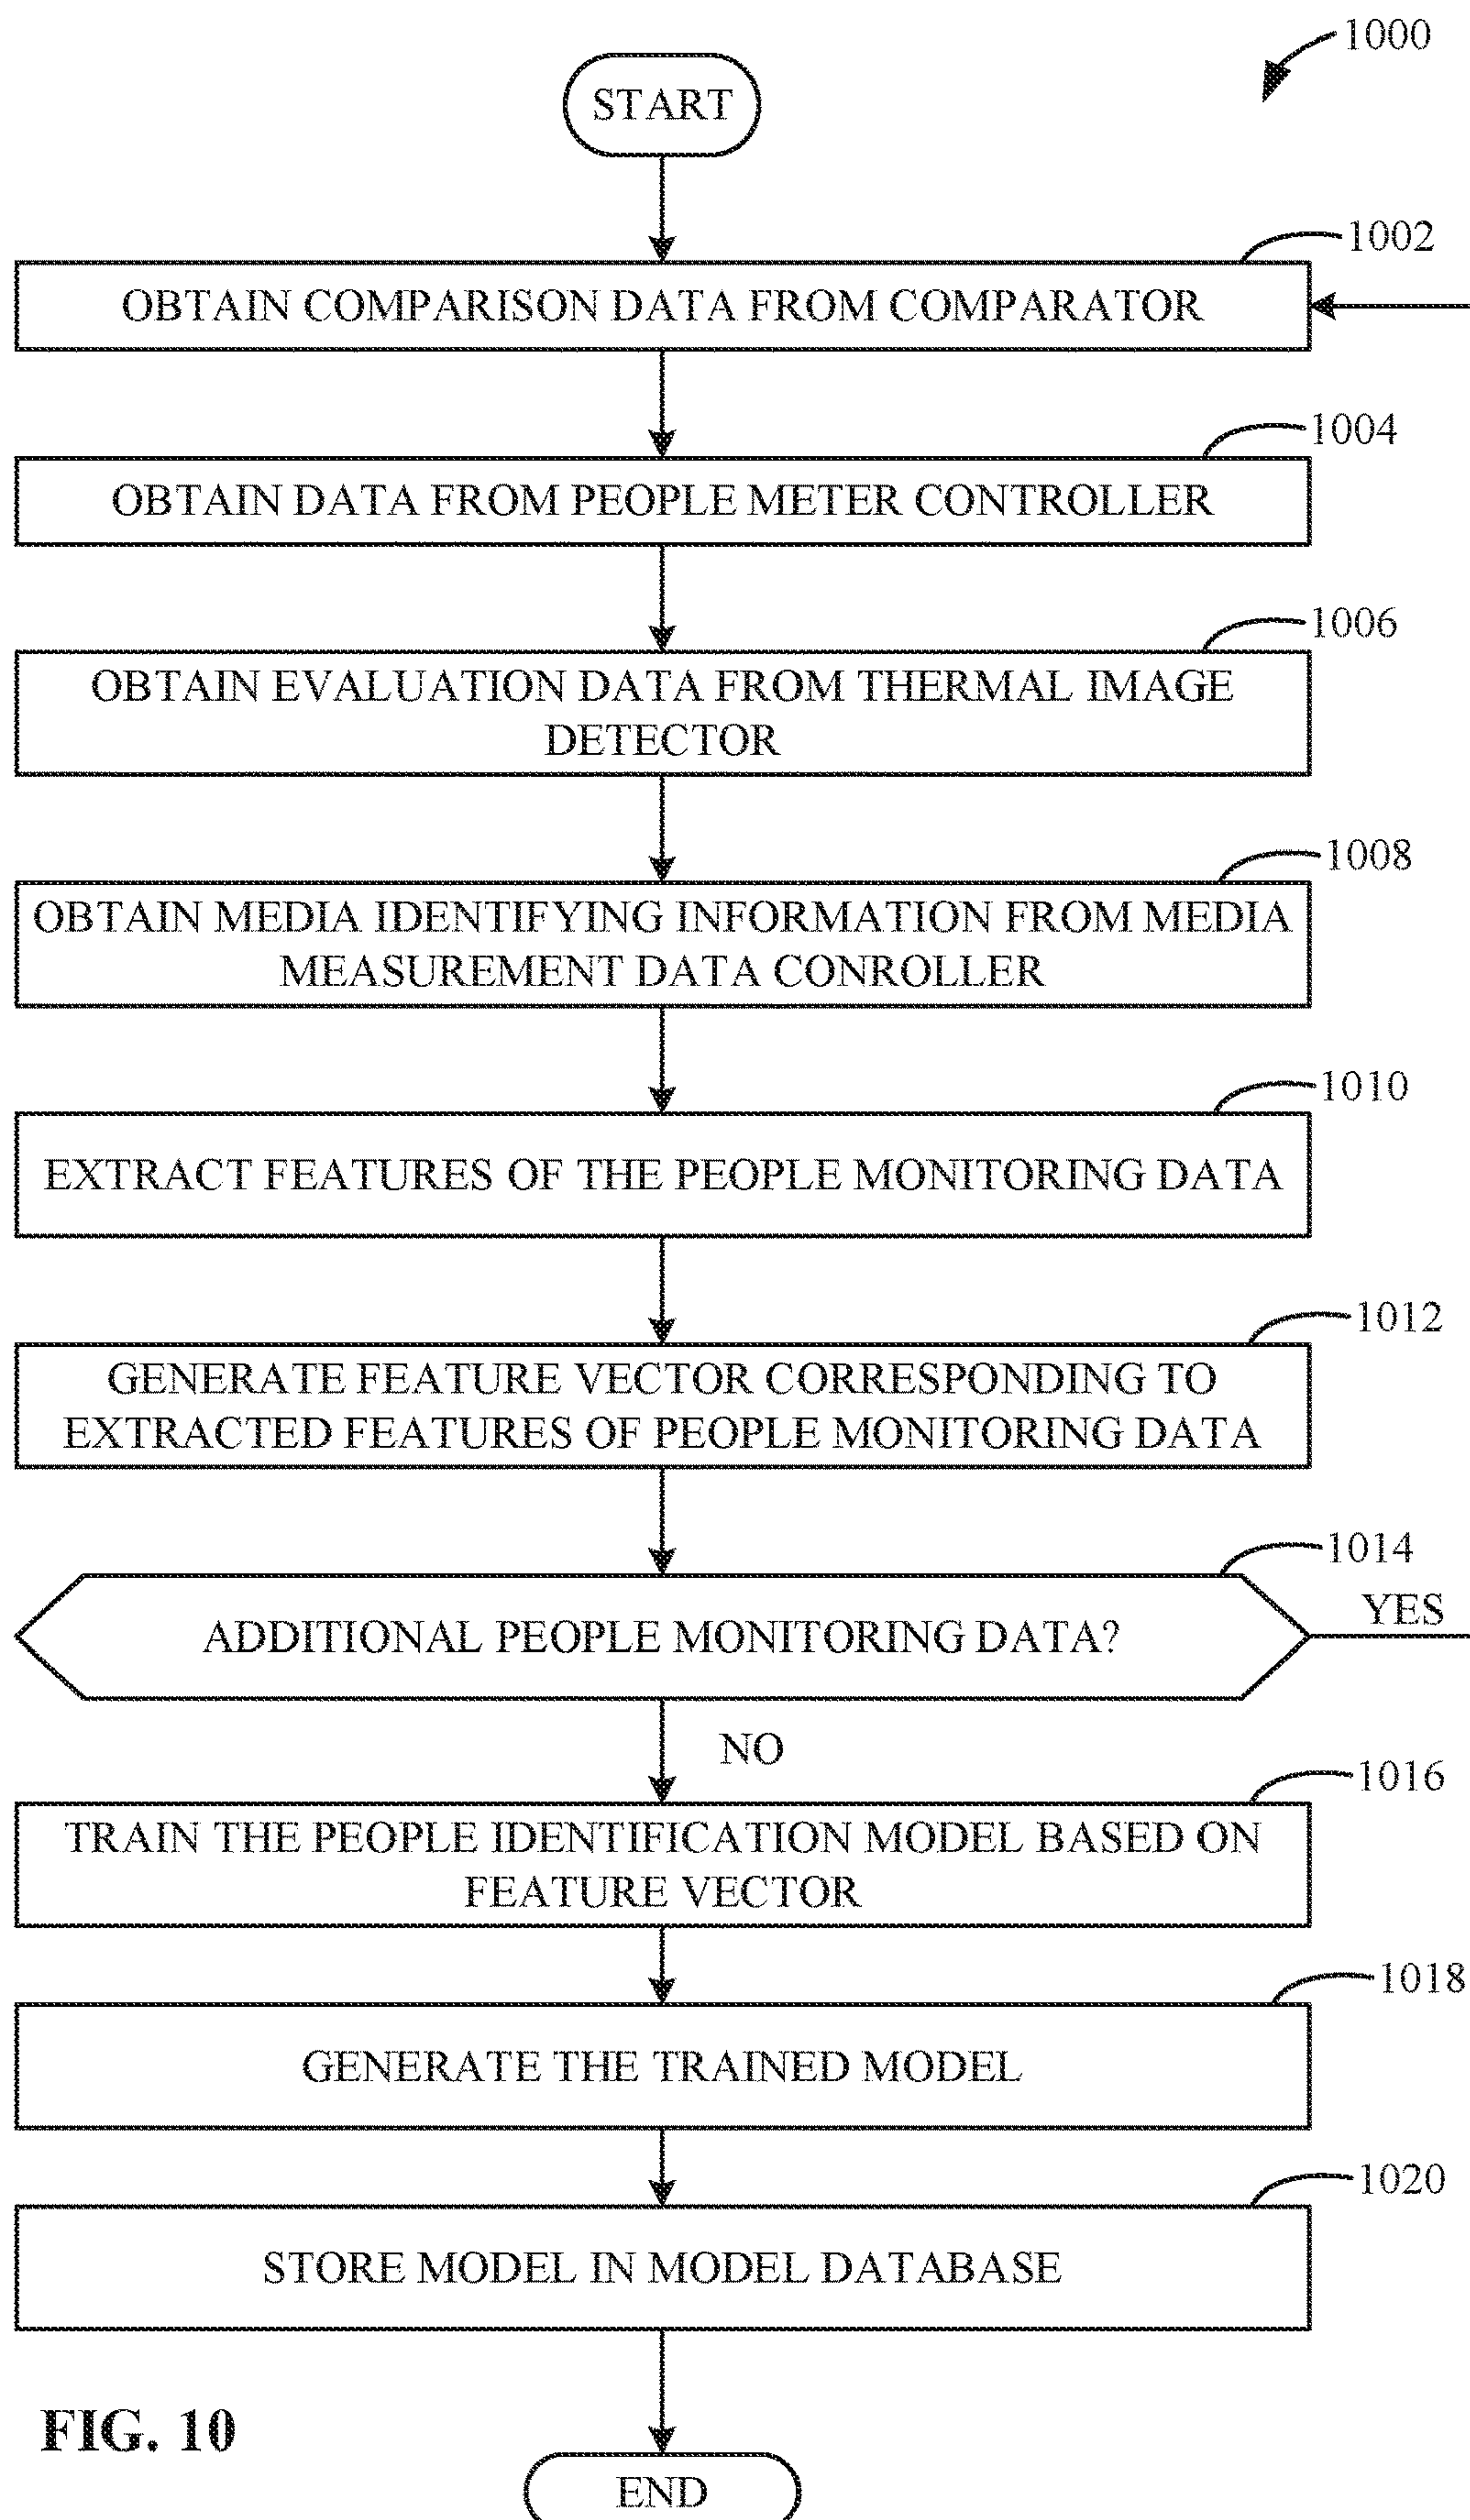 1000
START
1002
OBTAIN COMPARISON DATA FROM COMPARATOR
1004
OBTAIN DATA FROM PEOPLE METER CONTROLLER
1006
OBTAIN EVALUATION DATA FROM THERMAL IMAGE
DETECTOR
1008
OBTAIN MEDIA IDENTIFYING INFORMATION FROM MEDIA
MEASUREMENT DATA CONROLLER
1010
EXTRACT FEATURES OF THE PEOPLE MONITORING DATA
1012
GENERATE FEATURE VECTOR CORRESPONDING TO
EXTRACTED FEATURES OF PEOPLE MONITORING DATA
1014
ADDITIONAL PEOPLE MONITORING DATA?
YES
NO
1016
TRAIN THE PEOPLE IDENTIFICATION MODEL BASED ON
FEATURE VECTOR
1018
GENERATE THE TRAINED MODEL
1020
STORE MODEL IN MODEL DATABASE
FIG. 10
END